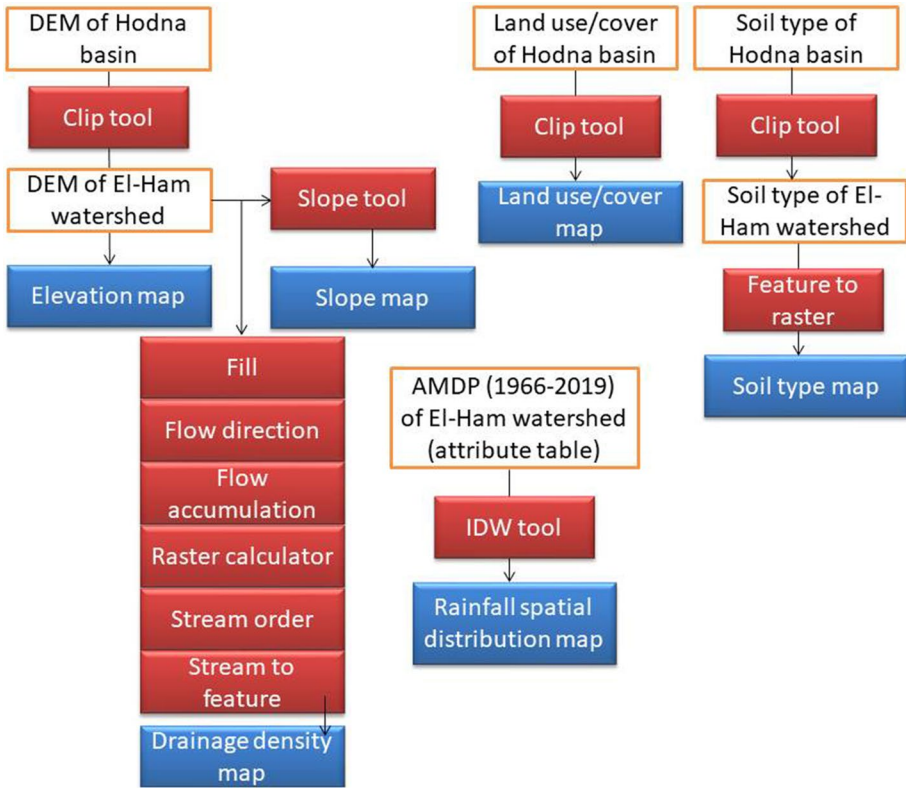 DEM of Hodna
basin
Clip tool
DEM of El-Ham
watershed
Elevation map
Slope tool
Slope map
Fill
Flow direction
Flow
accumulation
Raster calculator
Stream order
Stream to
feature
Drainage density
map
Land use/cover
of Hodna basin
Clip tool
Land use/cover
map
AMDP (1966-2019)
of El-Ham watershed
(attribute table)
IDW tool
Rainfall spatial
distribution map
Soil type of
Hodna basin
Clip tool
Soil type of El-
Ham watershed
Feature to
raster
Soil type map